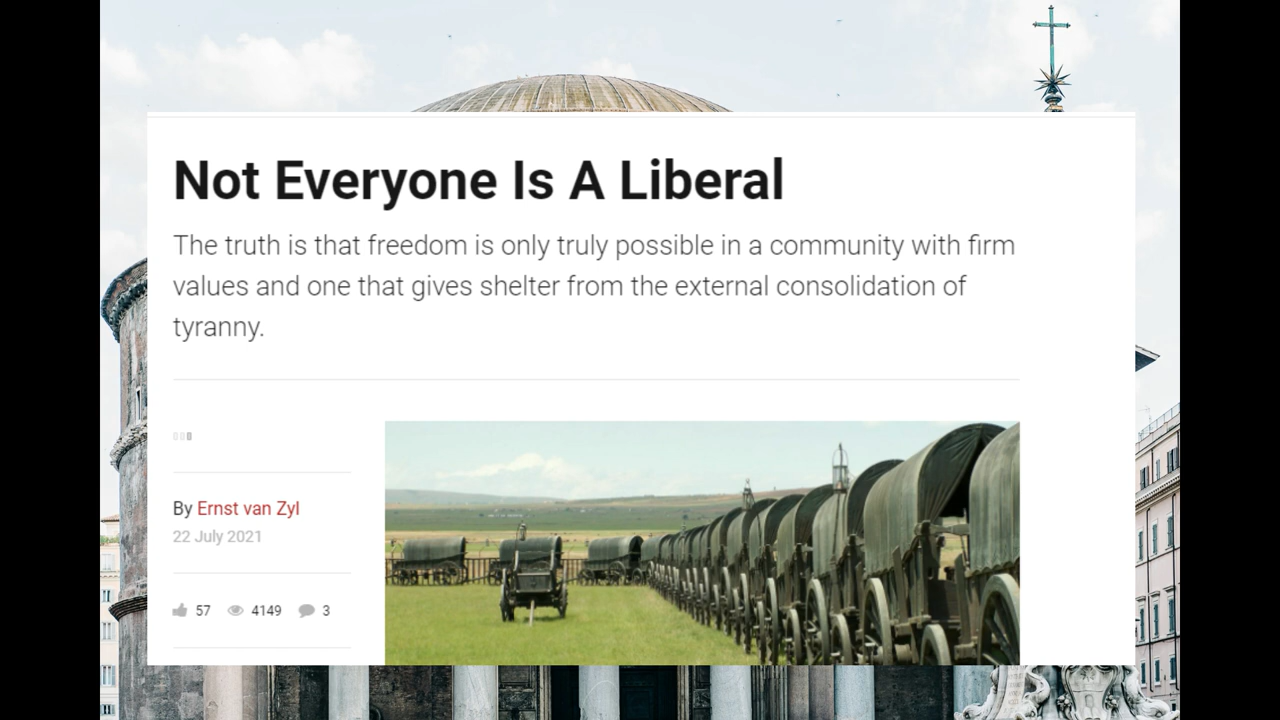 Not Everyone Is A Liberal
The truth is that freedom is only truly possible in a community with firm
values and one that gives shelter from the external consolidation of
tyranny.
By Ernst van Zyl
22 July 2021
57 4149 3